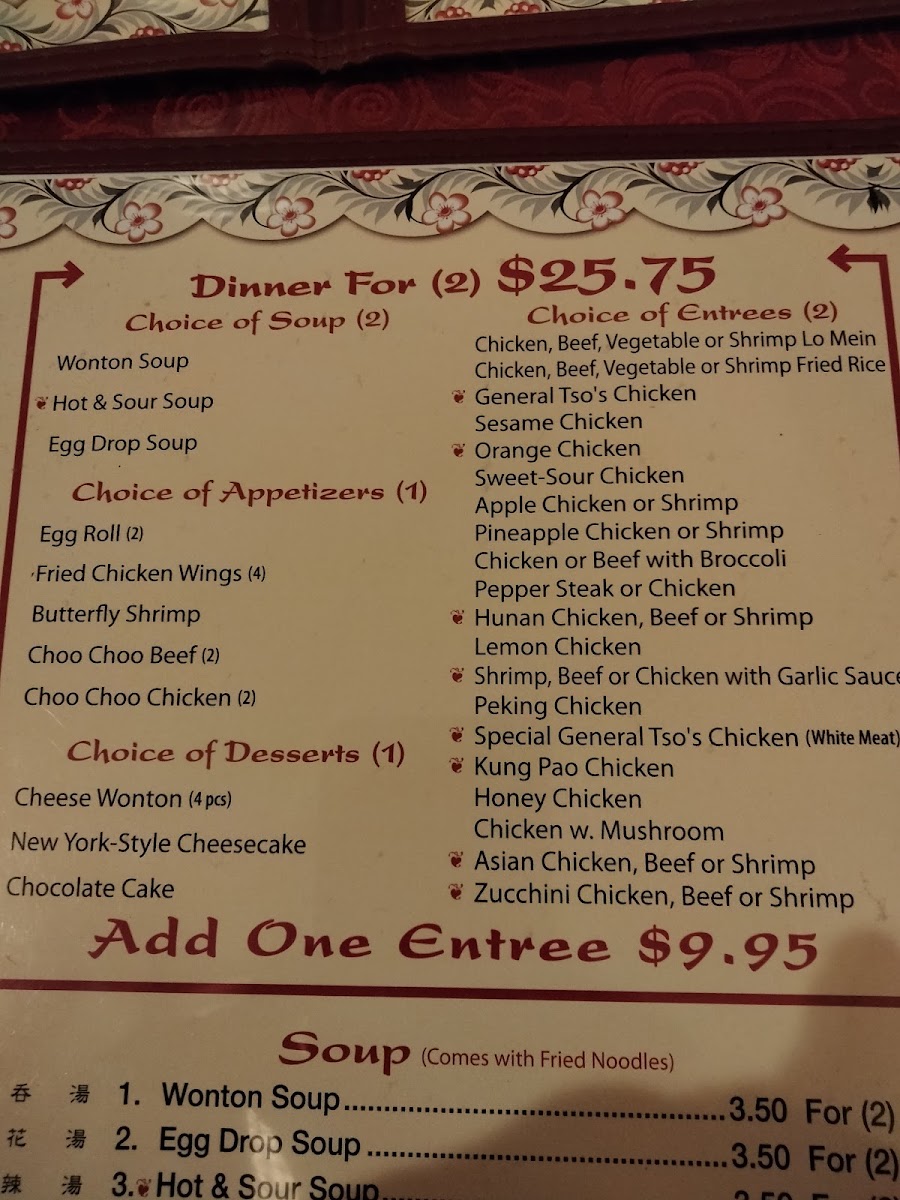 Dinner For (2) $25.75
Choice of Soup (2)
Wonton Soup
Hot & Sour Soup
Egg Drop Soup
Choice of Appetizers (1)
Egg Roll (2)
Fried Chicken Wings (4)
Butterfly Shrimp
Choo Choo Beef (2)
Choo Choo Chicken (2)
Choice of Desserts (1)
Cheese Wonton (4 pcs)
New York-Style Cheesecake
Chocolate Cake
Choice of Entrees (2)
Chicken, Beef, Vegetable or Shrimp Lo Mein
Chicken, Beef, Vegetable or Shrimp Fried Rice
General Tso's Chicken
Sesame Chicken
Orange Chicken
Sweet-Sour Chicken
Apple Chicken or Shrimp
Pineapple Chicken or Shrimp
Chicken or Beef with Broccoli
Pepper Steak or Chicken
Hunan Chicken, Beef or Shrimp
Lemon Chicken
Shrimp, Beef or Chicken with Garlic Sauce
Peking Chicken
Special General Tso's Chicken (White Meat)
Kung Pao Chicken
Honey Chicken
Chicken w. Mushroom
Asian Chicken, Beef or Shrimp
Zucchini Chicken, Beef or Shrimp
Add One Entree $9.95
Soup (Comes with Fried Noodles)
吞 湯 1. Wonton Soup 3.50 For (2)
花 湯 2. Egg Drop Soup 3.50 For (2)
辣 湯 3. Hot & Sour Soup